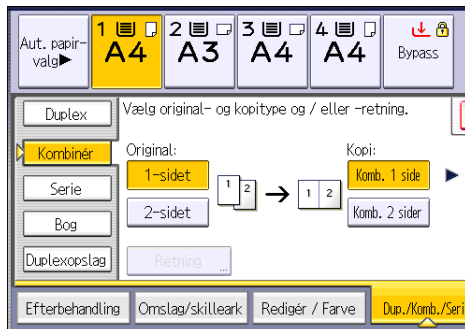 Aut. papir-
valg▶
1
A4
2
A3
3
A4
4
A4
Bypass
Vælg original- og kopitype og / eller -retning.
Duplex
Kombinér
Serie
Bog
Duplexopslag
Original:
1-sidet
2-sidet
1 2
1 2
Kopi:
Komb. 1 side
Komb. 2 sider
Retning
Efterbehandling
Omslag/skilleark
Redigér / Farve
Dup./Komb./Seri